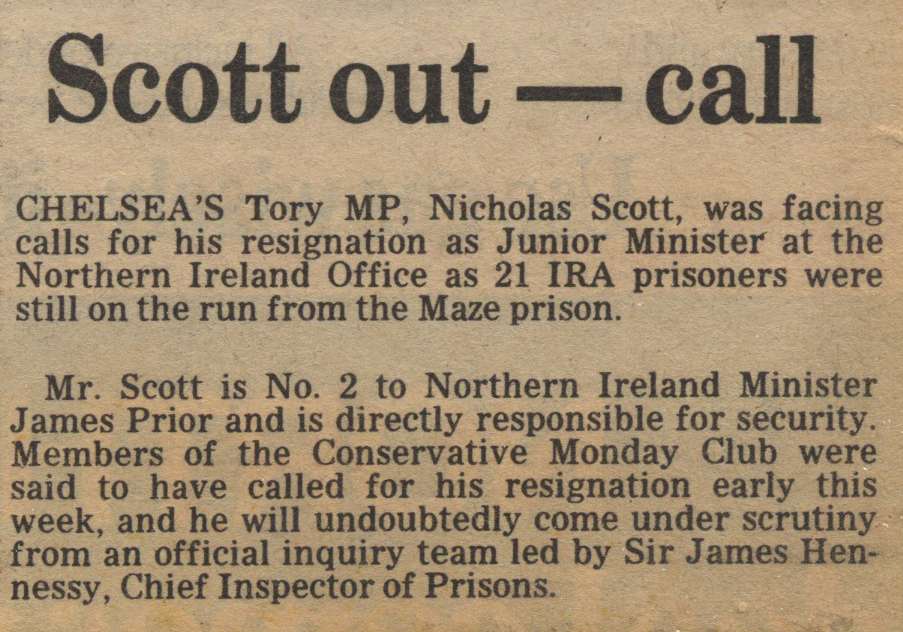 Scott out — call
CHELSEA'S Tory MP, Nicholas Scott, was facing
calls for his resignation as Junior Minister at the
Northern Ireland Office as 21 IRA prisoners were
still on the run from the Maze prison.
Mr. Scott is No. 2 to Northern Ireland Minister
James Prior and is directly responsible for security.
Members of the Conservative Monday Club were
said to have called for his resignation early this
week, and he will undoubtedly come under scrutiny
from an official inquiry team led by Sir James Hen-
nessy, Chief Inspector of Prisons.